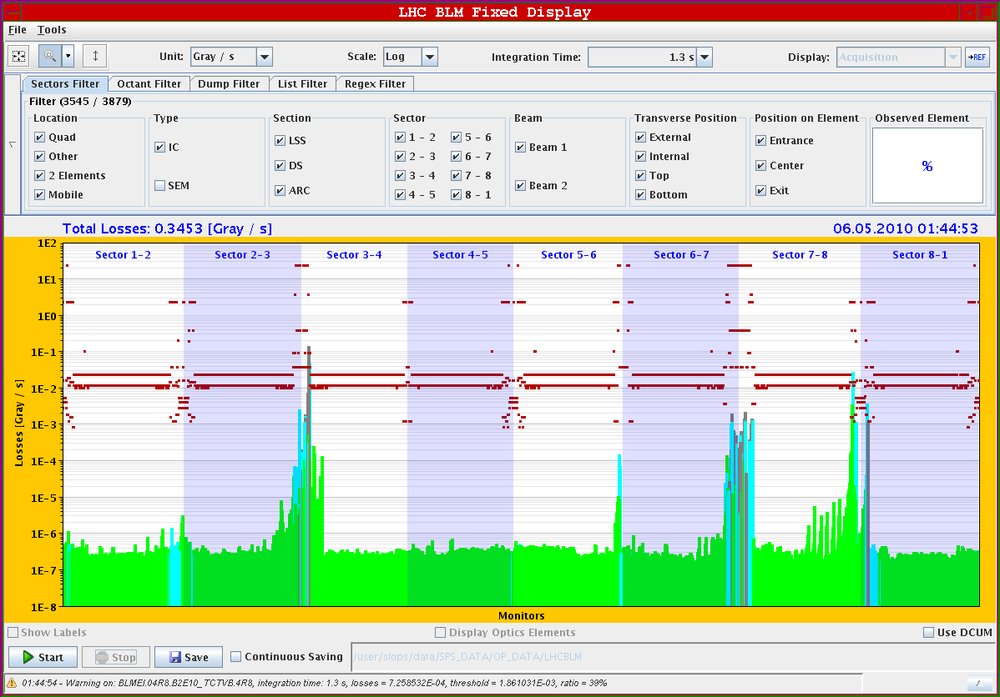 LHC BLM Fixed Display
File Tools
Unit: Gray / s Scale: Log Integration Time: 1.3 s Display: Acquisition →REF
Sectors Filter Octant Filter Dump Filter List Filter Regex Filter
Filter (3545 / 3879)
Location Type Section Sector Beam Transverse Position Position on Element Observed Element
Quad IC LSS 1 - 2 5 - 6 Beam 1 External Entrance %
Other 2 - 3 6 - 7 Internal
2 Elements SEM DS 3 - 4 7 - 8 Beam 2 Top Center
Mobile ARC 4 - 5 8 - 1 Bottom Exit
Total Losses: 0.3453 [Gray / s] 06.05.2010 01:44:53
Sector 1-2 Sector 2-3 Sector 3-4 Sector 4-5 Sector 5-6 Sector 6-7 Sector 7-8 Sector 8-1
1E2
1E1
1E0
1E-1
1E-2
1E-3
1E-4
1E-5
1E-6
1E-7
1E-8
Losses [Gray / s]
Monitors
Show Labels Display Optics Elements Use DCUM
Start Stop Save Continuous Saving /user/slops/data/SPS_DATA/OP_DATA/LHCBLM
01:44:54 - Warning on: BLMEI.04R8.B2E10_TCTVB.4R8, integration time: 1.3 s, losses = 7.258532E-04, threshold = 1.861031E-03, ratio = 39%